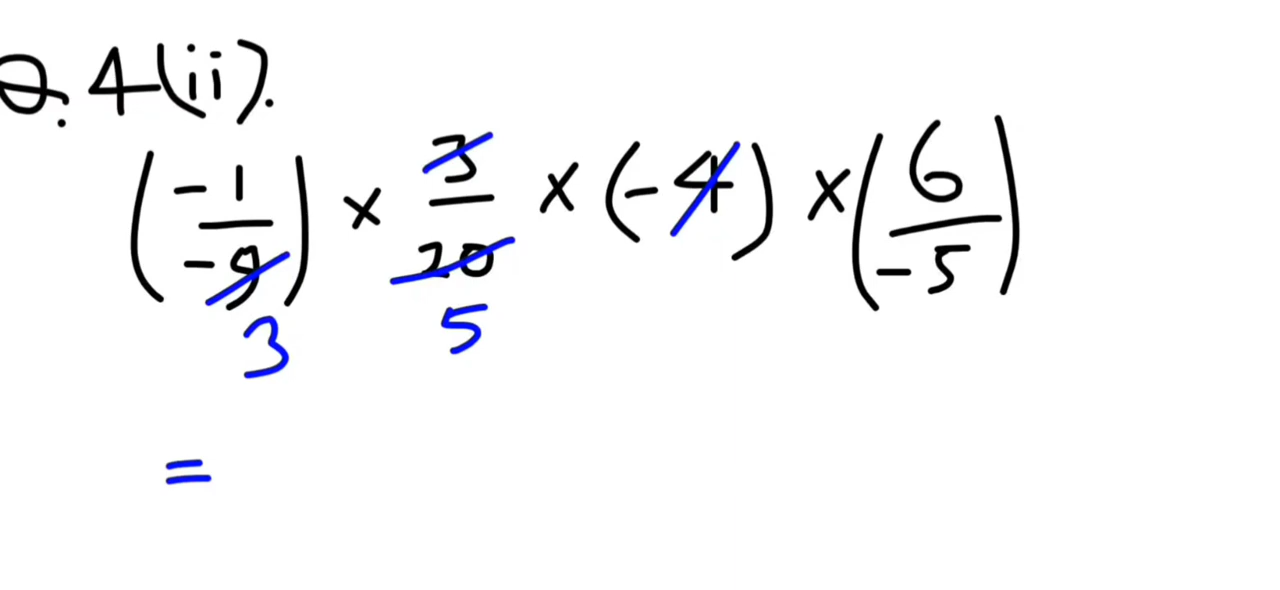 Q. 4(ii).
(-1/-9) × 3/20 × (-4) × (6/-5)
3 5
=